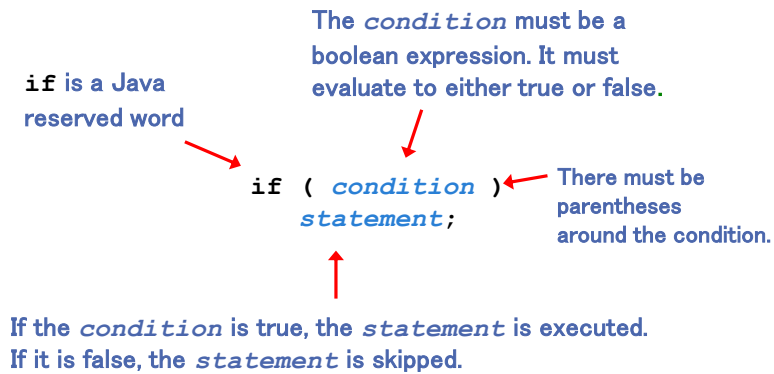 The condition must be a
boolean expression. It must
evaluate to either true or false.
if is a Java
reserved word
if ( condition )
statement;
There must be
parentheses
around the condition.
If the condition is true, the statement is executed.
If it is false, the statement is skipped.